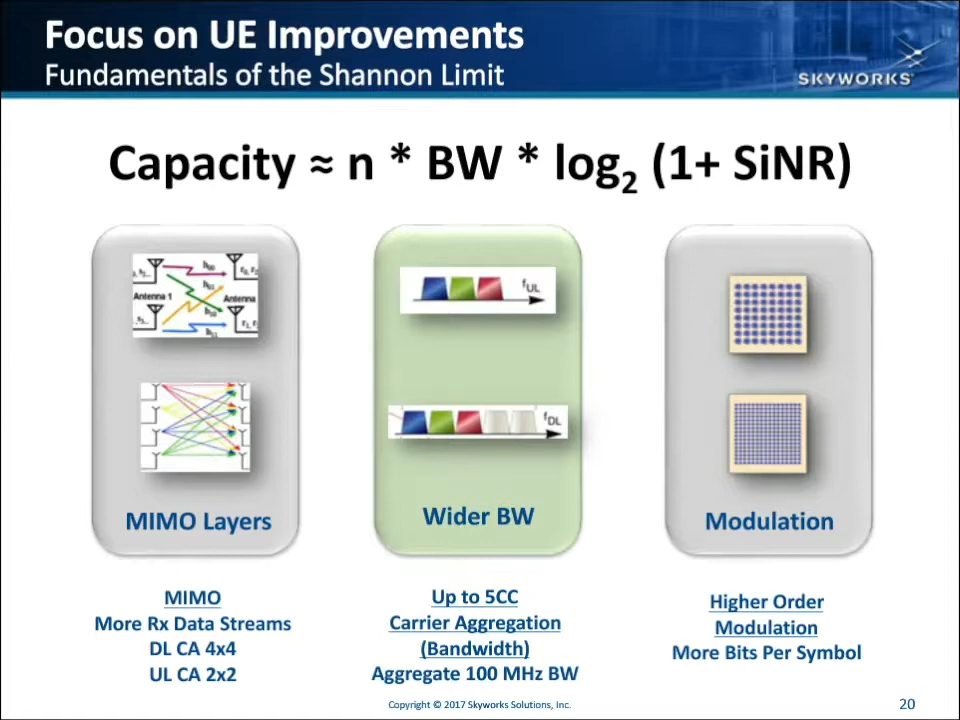 Focus on UE Improvements
Fundamentals of the Shannon Limit
SKYWORKS
Capacity ≈ n * BW * log₂ (1+ SiNR)
Antenna 1
Antenna
fUL
fDL
MIMO Layers
Wider BW
Modulation
MIMO
More Rx Data Streams
DL CA 4x4
UL CA 2x2
Up to 5CC
Carrier Aggregation
(Bandwidth)
Aggregate 100 MHz BW
Higher Order
Modulation
More Bits Per Symbol
Copyright © 2017 Skyworks Solutions, Inc.
20